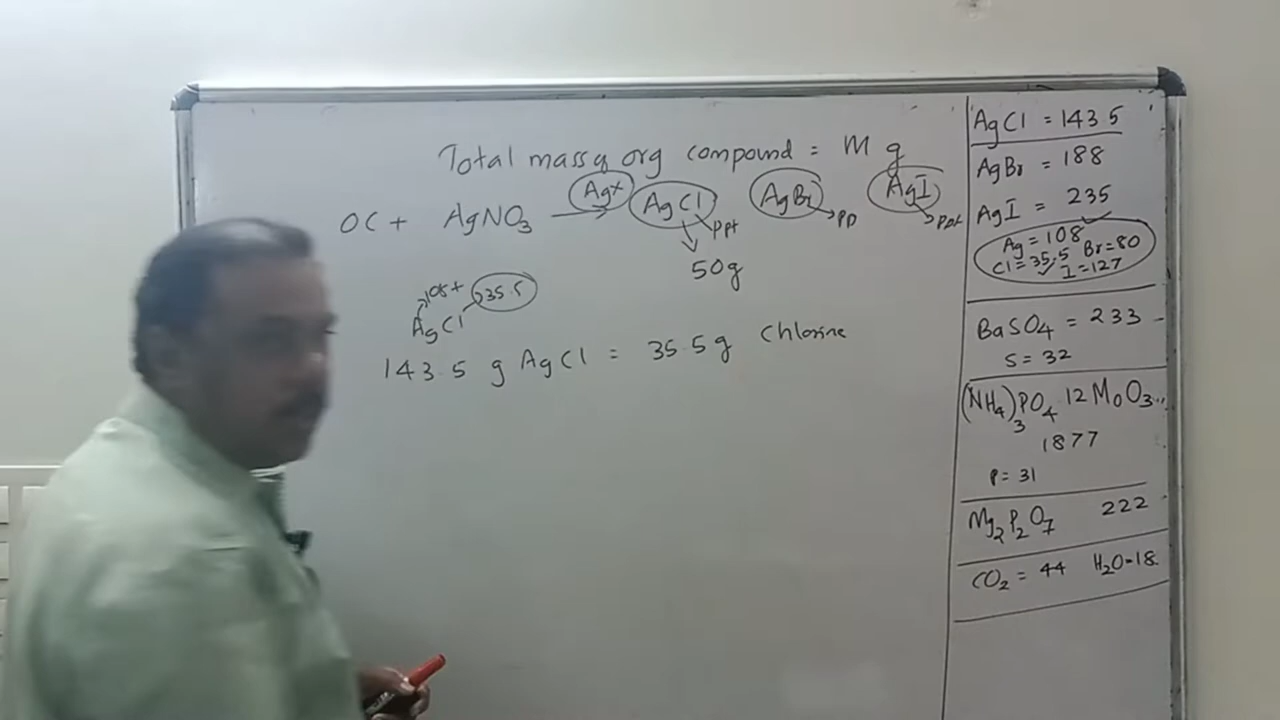 Total mass of org compound = M g
OC + AgNO3 → AgX AgCl AgBr AgI
ppt PP ppt
50g
108+ 35.5
AgCl
143.5 g AgCl = 35.5g Chlorine
AgCl = 143.5
AgBr = 188
AgI = 235
Ag = 108
Cl = 35.5 Br = 80
I = 127
BaSO4 = 233
S = 32
(NH4)3PO4 12MoO3
1877
P = 31
Mg2P2O7 222
CO2 = 44 H2O = 18